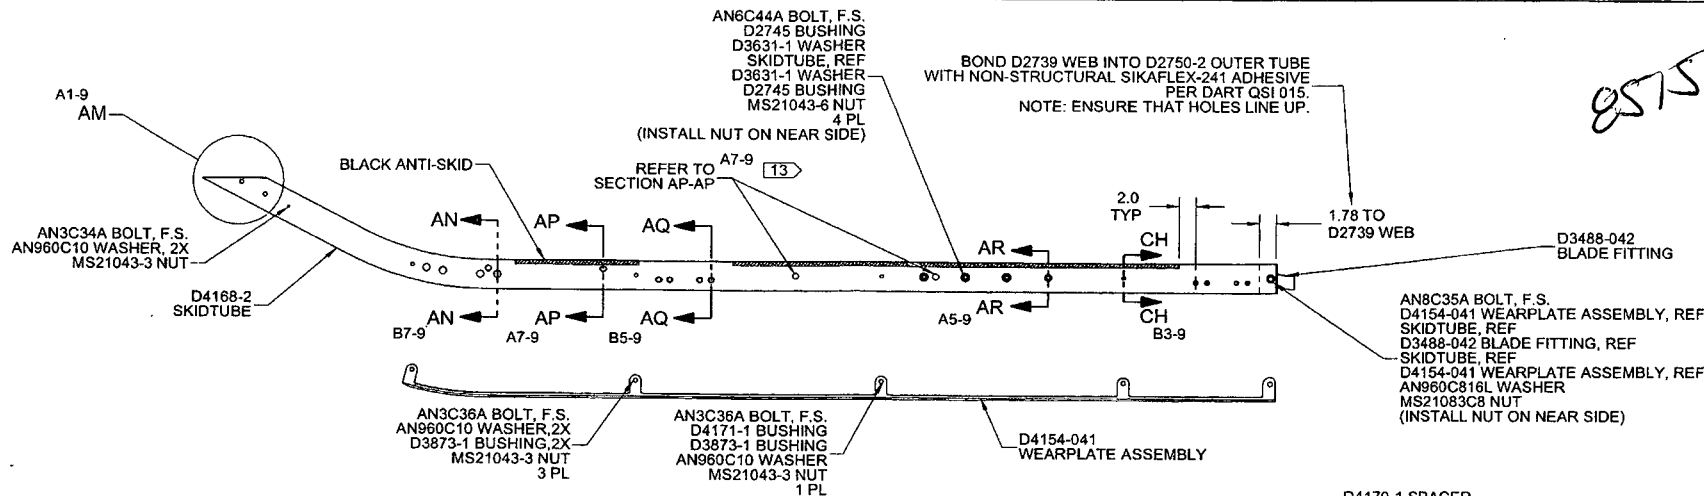 AN6C44A BOLT, F.S.
D2745 BUSHING
D3631-1 WASHER
SKIDTUBE, REF
D3631-1 WASHER
D2745 BUSHING
MS21043-6 NUT
4 PL
(INSTALL NUT ON NEAR SIDE)
BOND D2739 WEB INTO D2750-2 OUTER TUBE
WITH NON-STRUCTURAL SIKAFLEX-241 ADHESIVE
PER DART QSI 015.
NOTE: ENSURE THAT HOLES LINE UP.
8575
A1-9
AM
BLACK ANTI-SKID
REFER TO
SECTION AP-AP
A7-9
13
2.0
TYP
1.78 TO
D2739 WEB
AN3C34A BOLT, F.S.
AN960C10 WASHER, 2X
MS21043-3 NUT
D4168-2
SKIDTUBE
AN
AP
AQ
AR
CH
D3488-042
BLADE FITTING
AN
B7-9
AP
A7-9
AQ
B5-9
AR
A5-9
CH
B3-9
AN8C35A BOLT, F.S.
D4154-041 WEARPLATE ASSEMBLY, REF
SKIDTUBE, REF
D3488-042 BLADE FITTING, REF
SKIDTUBE, REF
D4154-041 WEARPLATE ASSEMBLY, REF
AN960C816L WASHER
MS21083C8 NUT
(INSTALL NUT ON NEAR SIDE)
AN3C36A BOLT, F.S.
AN960C10 WASHER,2X
D3873-1 BUSHING,2X
MS21043-3 NUT
3 PL
AN3C36A BOLT, F.S.
D4171-1 BUSHING
D3873-1 BUSHING
AN960C10 WASHER
MS21043-3 NUT
1 PL
D4154-041
WEARPLATE ASSEMBLY